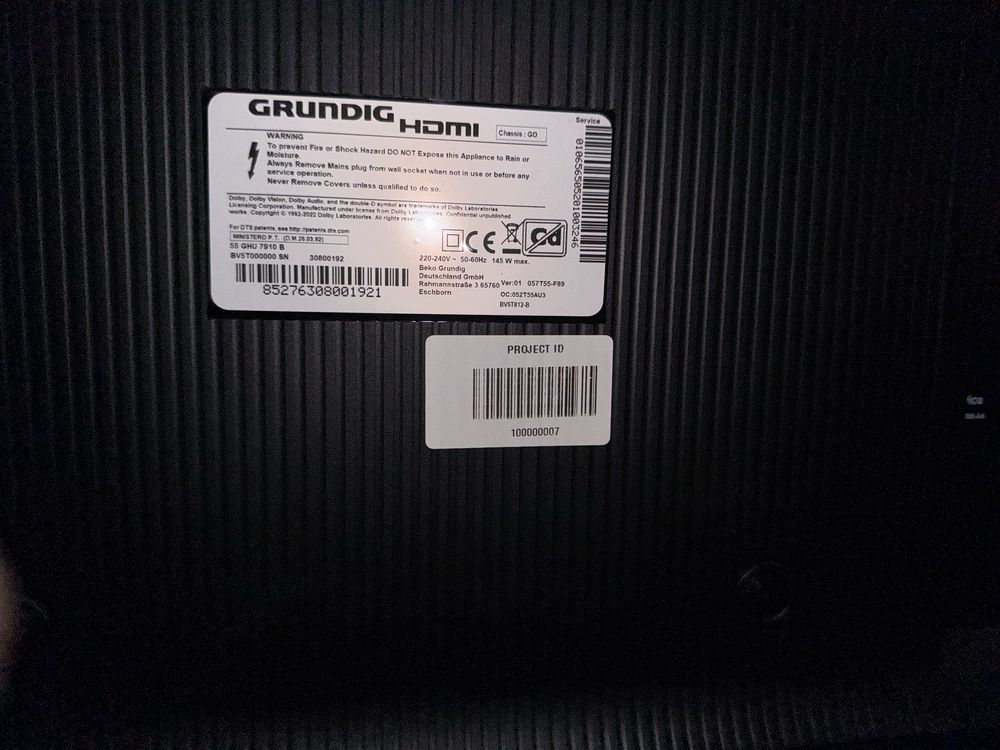 GRUNDIG HDMI
Chassis : GO
Service
WARNING
To prevent Fire or Shock Hazard DO NOT Expose this Appliance to Rain or
Moisture.
Always Remove Mains plug from wall socket when not in use or before any
service operation.
Never Remove Covers unless qualified to do so.
Dolby, Dolby Vision, Dolby Audio, and the double-D symbol are trademarks of Dolby Laboratories
Licensing Corporation. Manufactured under license from Dolby Laboratories. Confidential unpublished
works. Copyright © 1992-2022 Dolby Laboratories. All rights reserved.
For DTS patents, see http://patents.dts.com
MINISTERO P.T. (D.M.26.03.92)
55 GHU 7910 B
BV5T000000 SN 30800192
85276308001921
CE
Cd
220-240V ~ 50-60Hz 145 W max.
Beko Grundig
Deutschland GmbH
Rahmannstraße 3 65760
Eschborn
Ver:01 057T55-F89
OC:052T55AU3
BV5T812-B
PROJECT ID
100000007